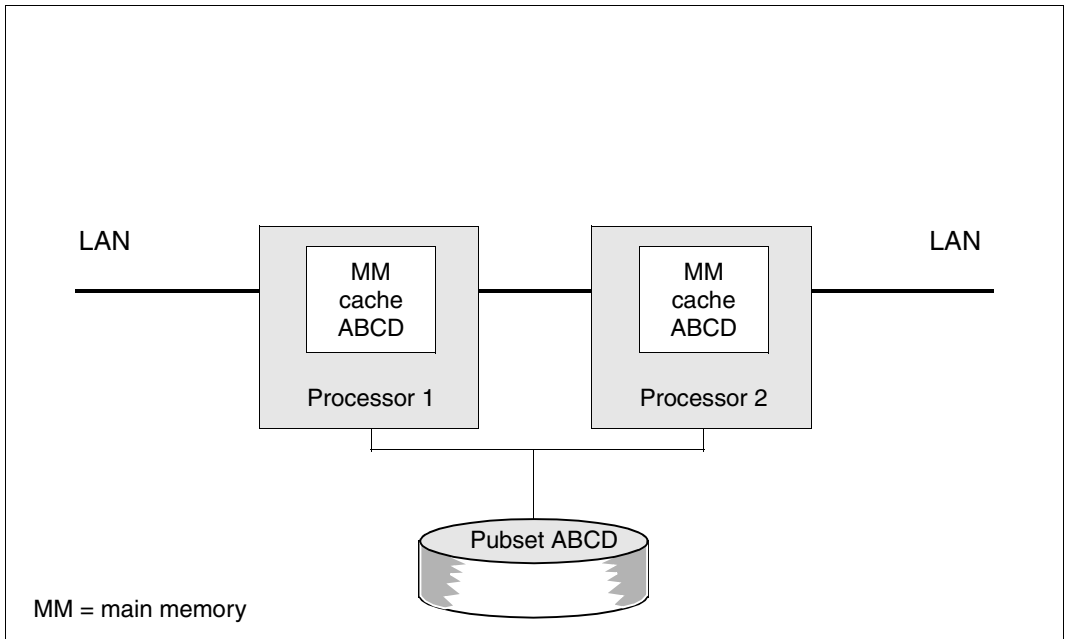 LAN
LAN
MM
cache
ABCD
Processor 1
MM
cache
ABCD
Processor 2
Pubset ABCD
MM = main memory